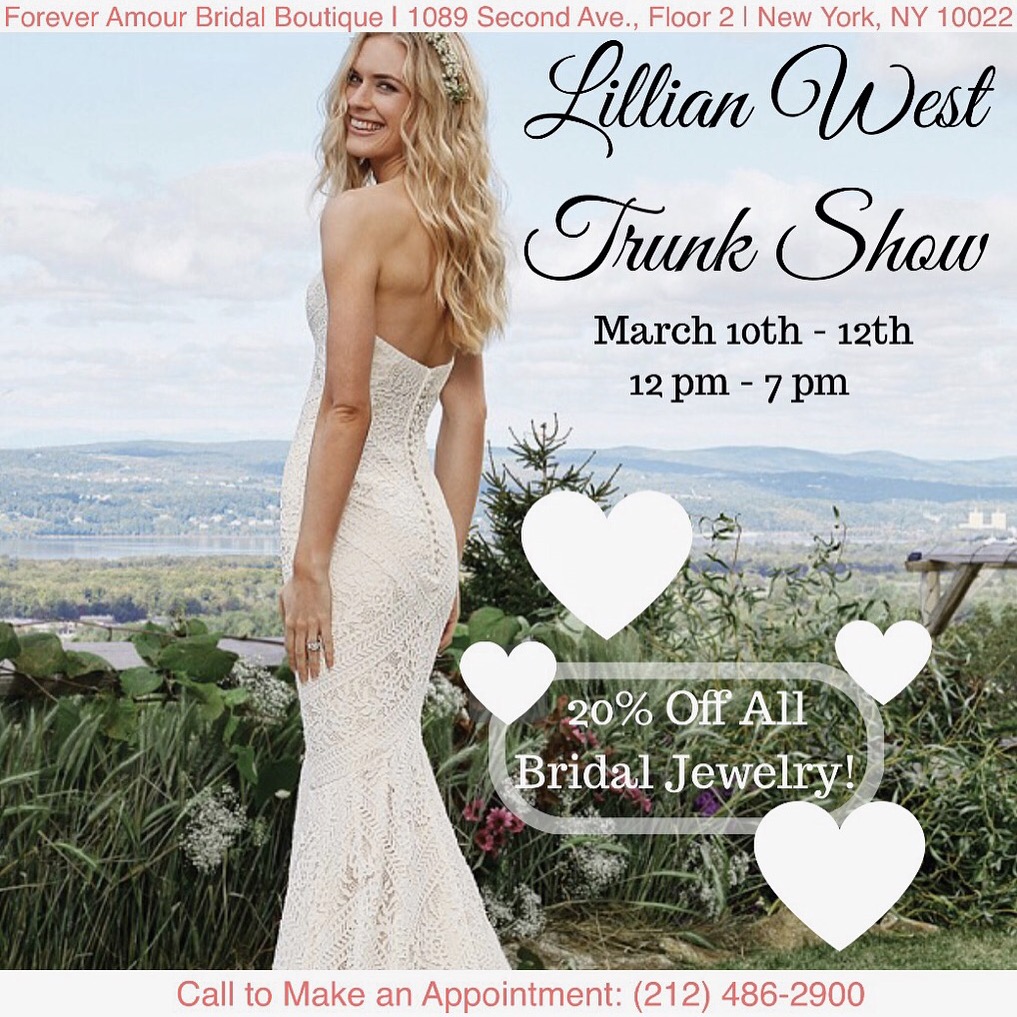 Forever Amour Bridal Boutique | 1089 Second Ave., Floor 2 | New York, NY 10022
Lillian West
Trunk Show
March 10th - 12th
12 pm - 7 pm
20% Off All
Bridal Jewelry!
Call to Make an Appointment: (212) 486-2900